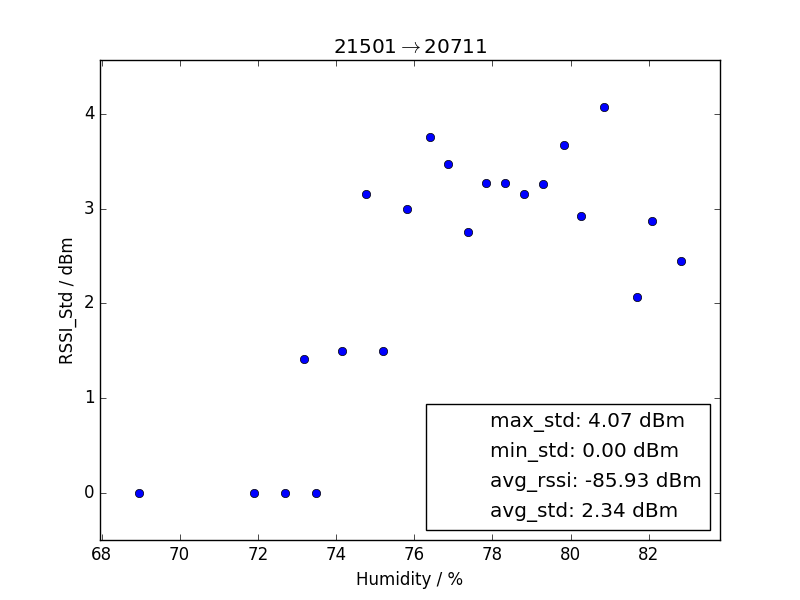 21501→20711
4
3
2
1
0
RSSI_Std / dBm
max_std: 4.07 dBm
min_std: 0.00 dBm
avg_rssi: -85.93 dBm
avg_std: 2.34 dBm
68 70 72 74 76 78 80 82
Humidity / %